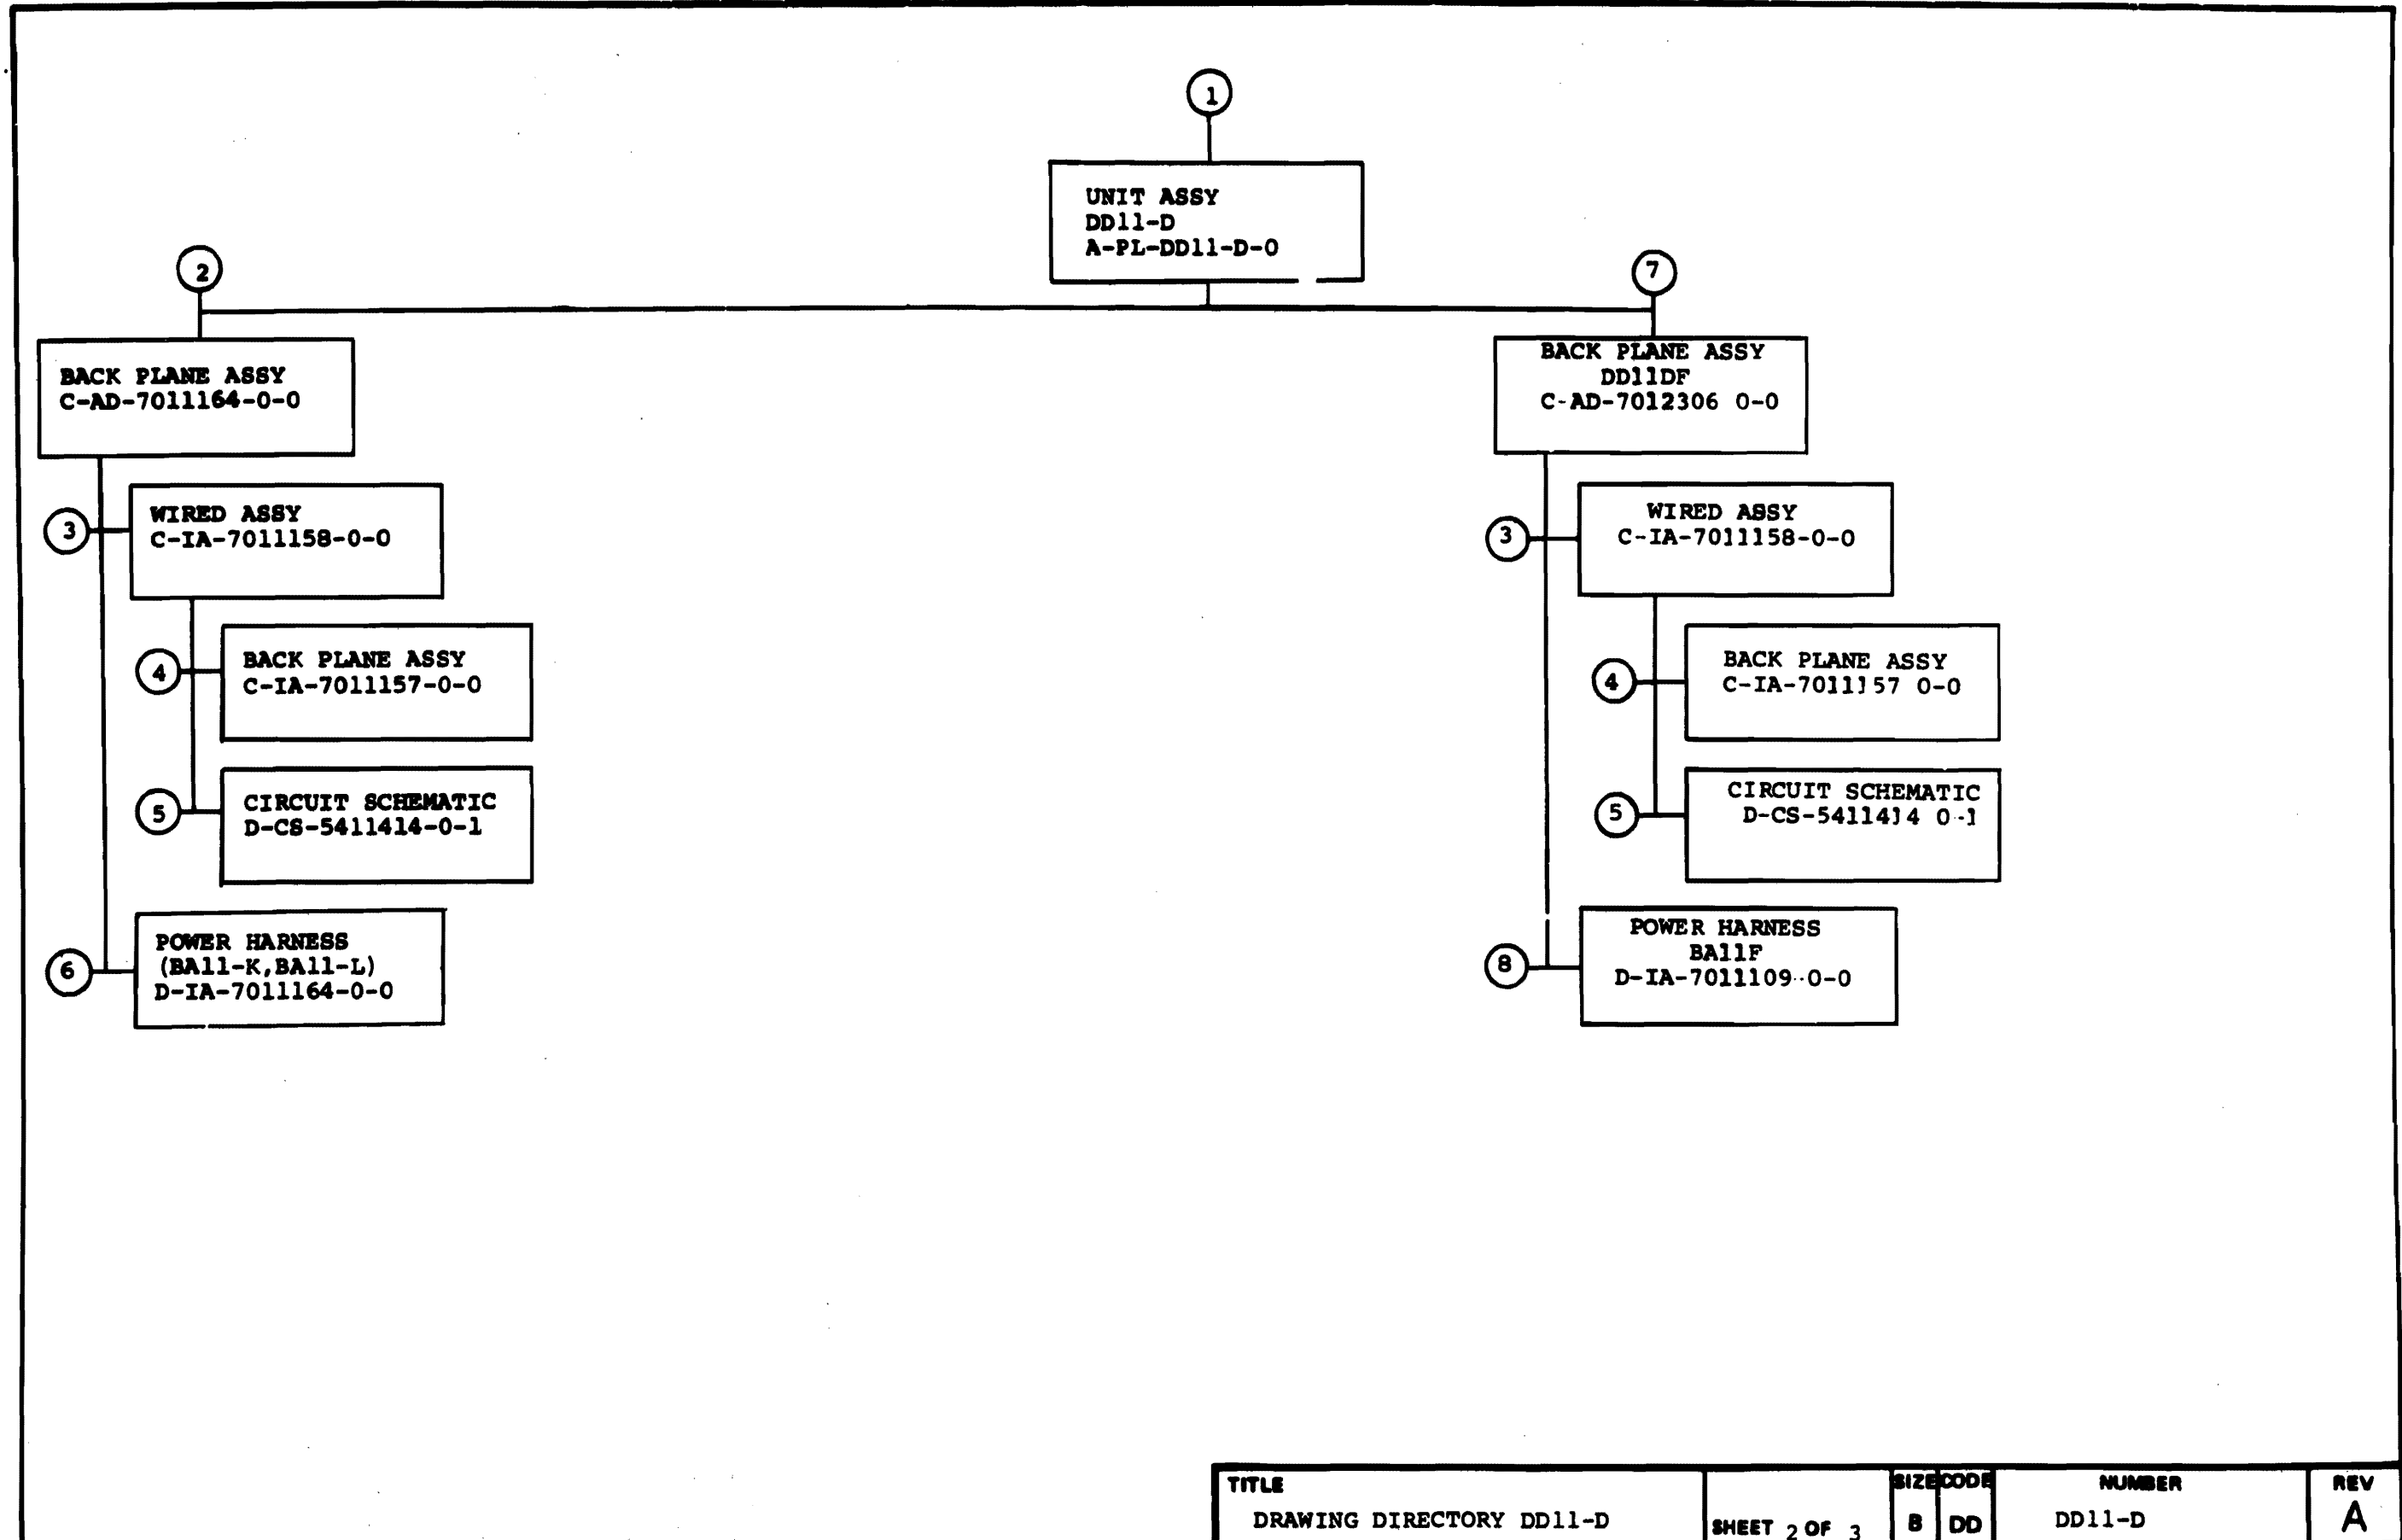 1
UNIT ASSY
DD11-D
A-PL-DD11-D-0
2
7
BACK PLANE ASSY
C-AD-7011164-0-0
BACK PLANE ASSY
DD11DF
C-AD-7012306 0-0
3
WIRED ASSY
C-IA-7011158-0-0
3
WIRED ASSY
C-IA-7011158-0-0
4
BACK PLANE ASSY
C-IA-7011157-0-0
4
BACK PLANE ASSY
C-IA-7011157 0-0
5
CIRCUIT SCHEMATIC
D-CS-5411414-0-1
5
CIRCUIT SCHEMATIC
D-CS-5411414 0-1
6
POWER HARNESS
(BA11-K,BA11-L)
D-IA-7011164-0-0
8
POWER HARNESS
BA11F
D-IA-7011109-0-0
TITLE
DRAWING DIRECTORY DD11-D
SHEET 2 OF 3
SIZE
B
CODE
DD
NUMBER
DD11-D
REV
A